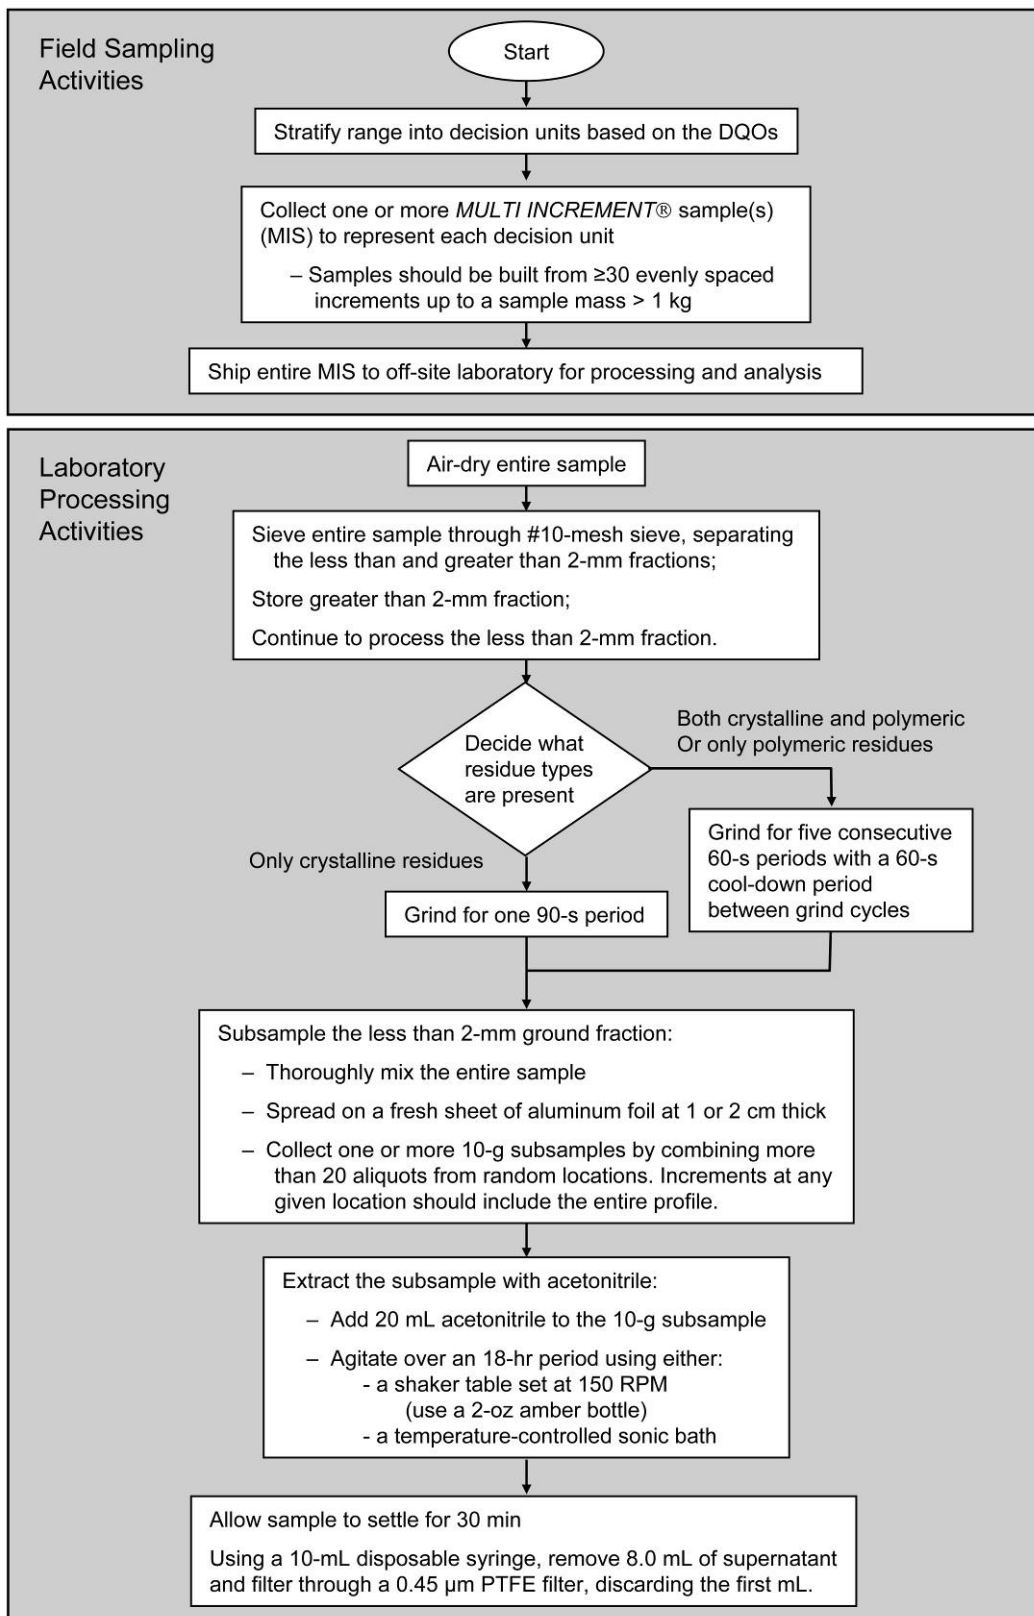 Field Sampling
Activities
Start
Stratify range into decision units based on the DQOs
Collect one or more MULTI INCREMENT® sample(s)
(MIS) to represent each decision unit
– Samples should be built from ≥30 evenly spaced
increments up to a sample mass > 1 kg
Ship entire MIS to off-site laboratory for processing and analysis
Laboratory
Processing
Activities
Air-dry entire sample
Sieve entire sample through #10-mesh sieve, separating
the less than and greater than 2-mm fractions;
Store greater than 2-mm fraction;
Continue to process the less than 2-mm fraction.
Decide what
residue types
are present
Both crystalline and polymeric
Or only polymeric residues
Grind for five consecutive
60-s periods with a 60-s
cool-down period
between grind cycles
Only crystalline residues
Grind for one 90-s period
Subsample the less than 2-mm ground fraction:
– Thoroughly mix the entire sample
– Spread on a fresh sheet of aluminum foil at 1 or 2 cm thick
– Collect one or more 10-g subsamples by combining more
than 20 aliquots from random locations. Increments at any
given location should include the entire profile.
Extract the subsample with acetonitrile:
– Add 20 mL acetonitrile to the 10-g subsample
– Agitate over an 18-hr period using either:
- a shaker table set at 150 RPM
(use a 2-oz amber bottle)
- a temperature-controlled sonic bath
Allow sample to settle for 30 min
Using a 10-mL disposable syringe, remove 8.0 mL of supernatant
and filter through a 0.45 µm PTFE filter, discarding the first mL.